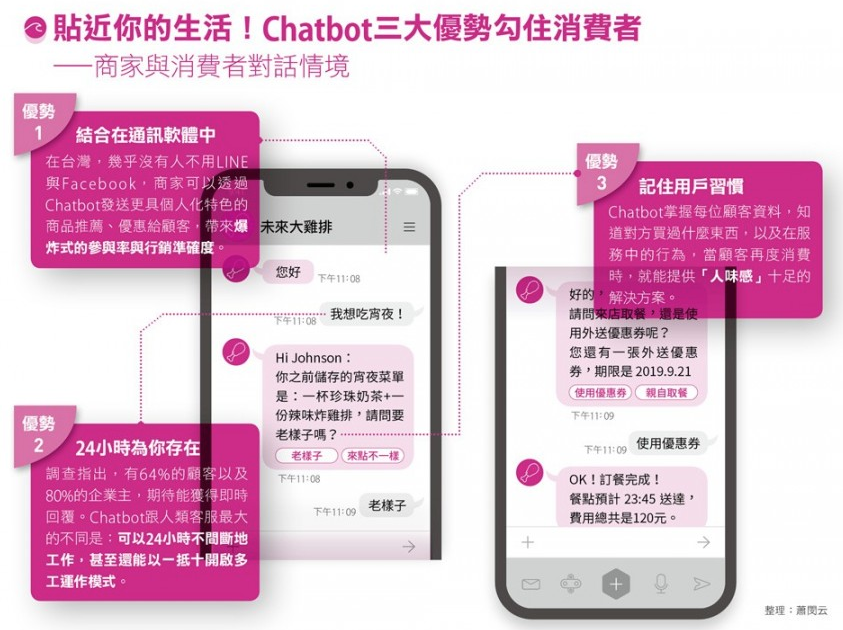 貼近你的生活！Chatbot三大優勢勾住消費者
──商家與消費者對話情境
優勢
1
結合在通訊軟體中
在台灣，幾乎沒有人不用LINE
與Facebook，商家可以透過
Chatbot發送更具個人化特色的
商品推薦、優惠給顧客，帶來爆
炸式的參與率與行銷準確度。
優勢
2
24小時為你存在
調查指出，有64%的顧客以及
80%的企業主，期待能獲得即時
回覆。Chatbot跟人類客服最大
的不同是：可以24小時不間斷地
工作，甚至還能以一抵十開啟多
工運作模式。
未來大雞排
您好
下午11:08
我想吃宵夜！
下午11:08
Hi Johnson：
你之前儲存的宵夜菜單
是：一杯珍珠奶茶+一
份辣味炸雞排，請問要
老樣子嗎？
老樣子
來點不一樣
下午11:08
老樣子
下午11:09
優勢
3
記住用戶習慣
Chatbot掌握每位顧客資料，知
道對方買過什麼東西，以及在服
務中的行為，當顧客再度消費
時，就能提供「人味感」十足的
解決方案。
好的，
請問來店取餐，還是使
用外送優惠券呢？
您還有一張外送優惠
券，期限是 2019.9.21
使用優惠券
親自取餐
下午11:09
使用優惠券
下午11:09
OK！訂餐完成！
餐點預計 23:45 送達，
費用總共是120元。
整理：蕭閔云